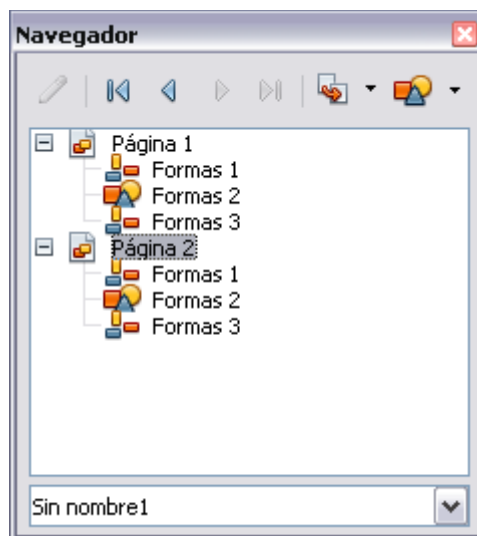 Navegador
Página 1
Formas 1
Formas 2
Formas 3
Página 2
Formas 1
Formas 2
Formas 3
Sin nombre1